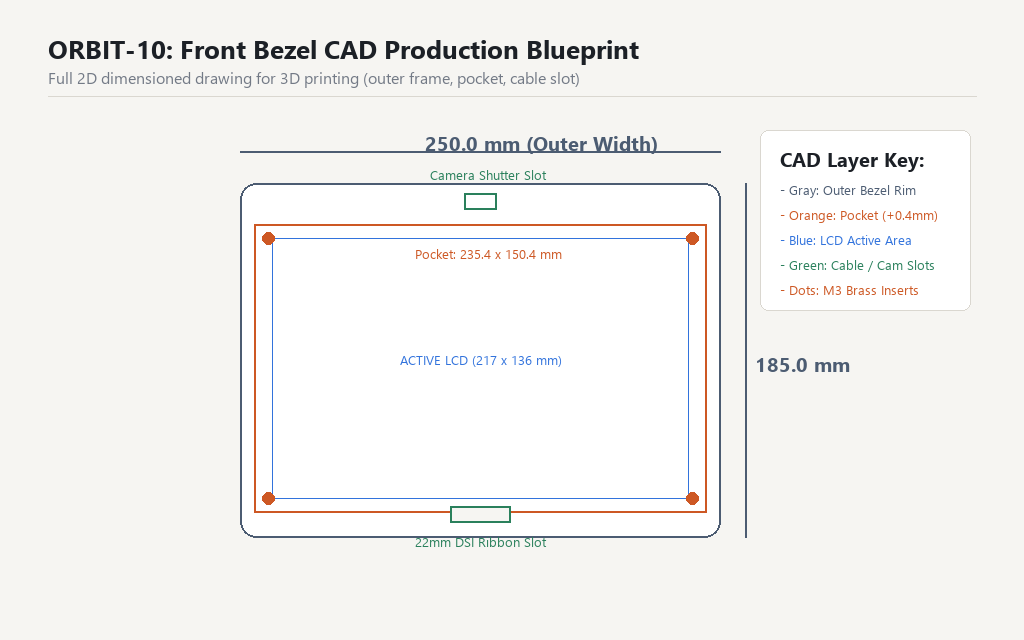 ORBIT-10: Front Bezel CAD Production Blueprint
Full 2D dimensioned drawing for 3D printing (outer frame, pocket, cable slot)
250.0 mm (Outer Width)
Camera Shutter Slot
Pocket: 235.4 x 150.4 mm
ACTIVE LCD (217 x 136 mm)
22mm DSI Ribbon Slot
185.0 mm
CAD Layer Key:
- Gray: Outer Bezel Rim
- Orange: Pocket (+0.4mm)
- Blue: LCD Active Area
- Green: Cable / Cam Slots
- Dots: M3 Brass Inserts